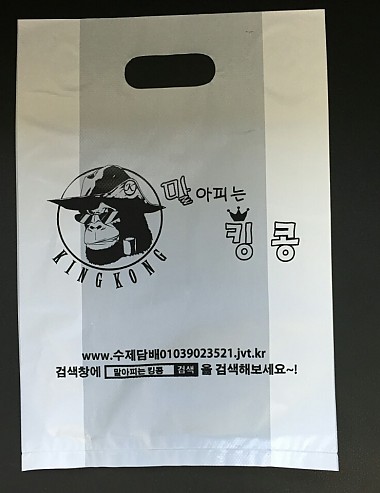 말아피는
킹콩
KING KONG
www.수제담배01039023521.jvt.kr
검색창에 말아피는 킹콩 검색 을 검색해보세요~!